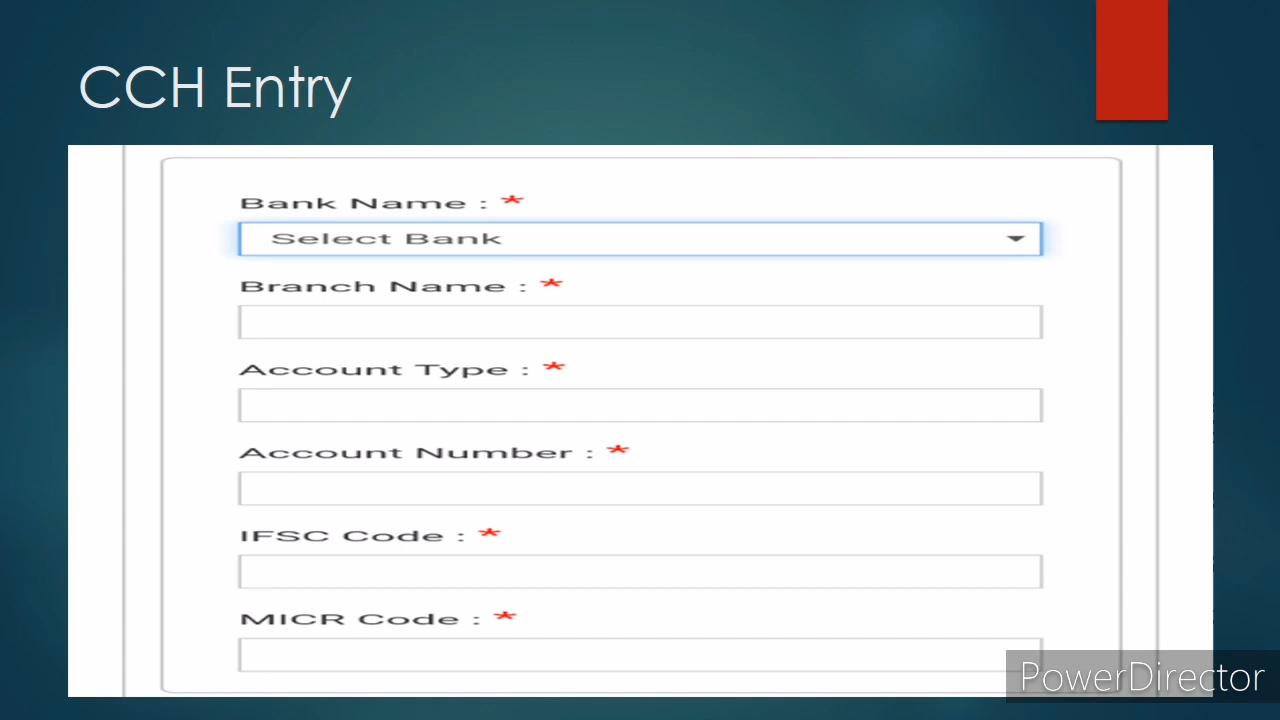 CCH Entry
Bank Name : *
Select Bank
Branch Name : *
Account Type : *
Account Number : *
IFSC Code : *
MICR Code : *
PowerDirector